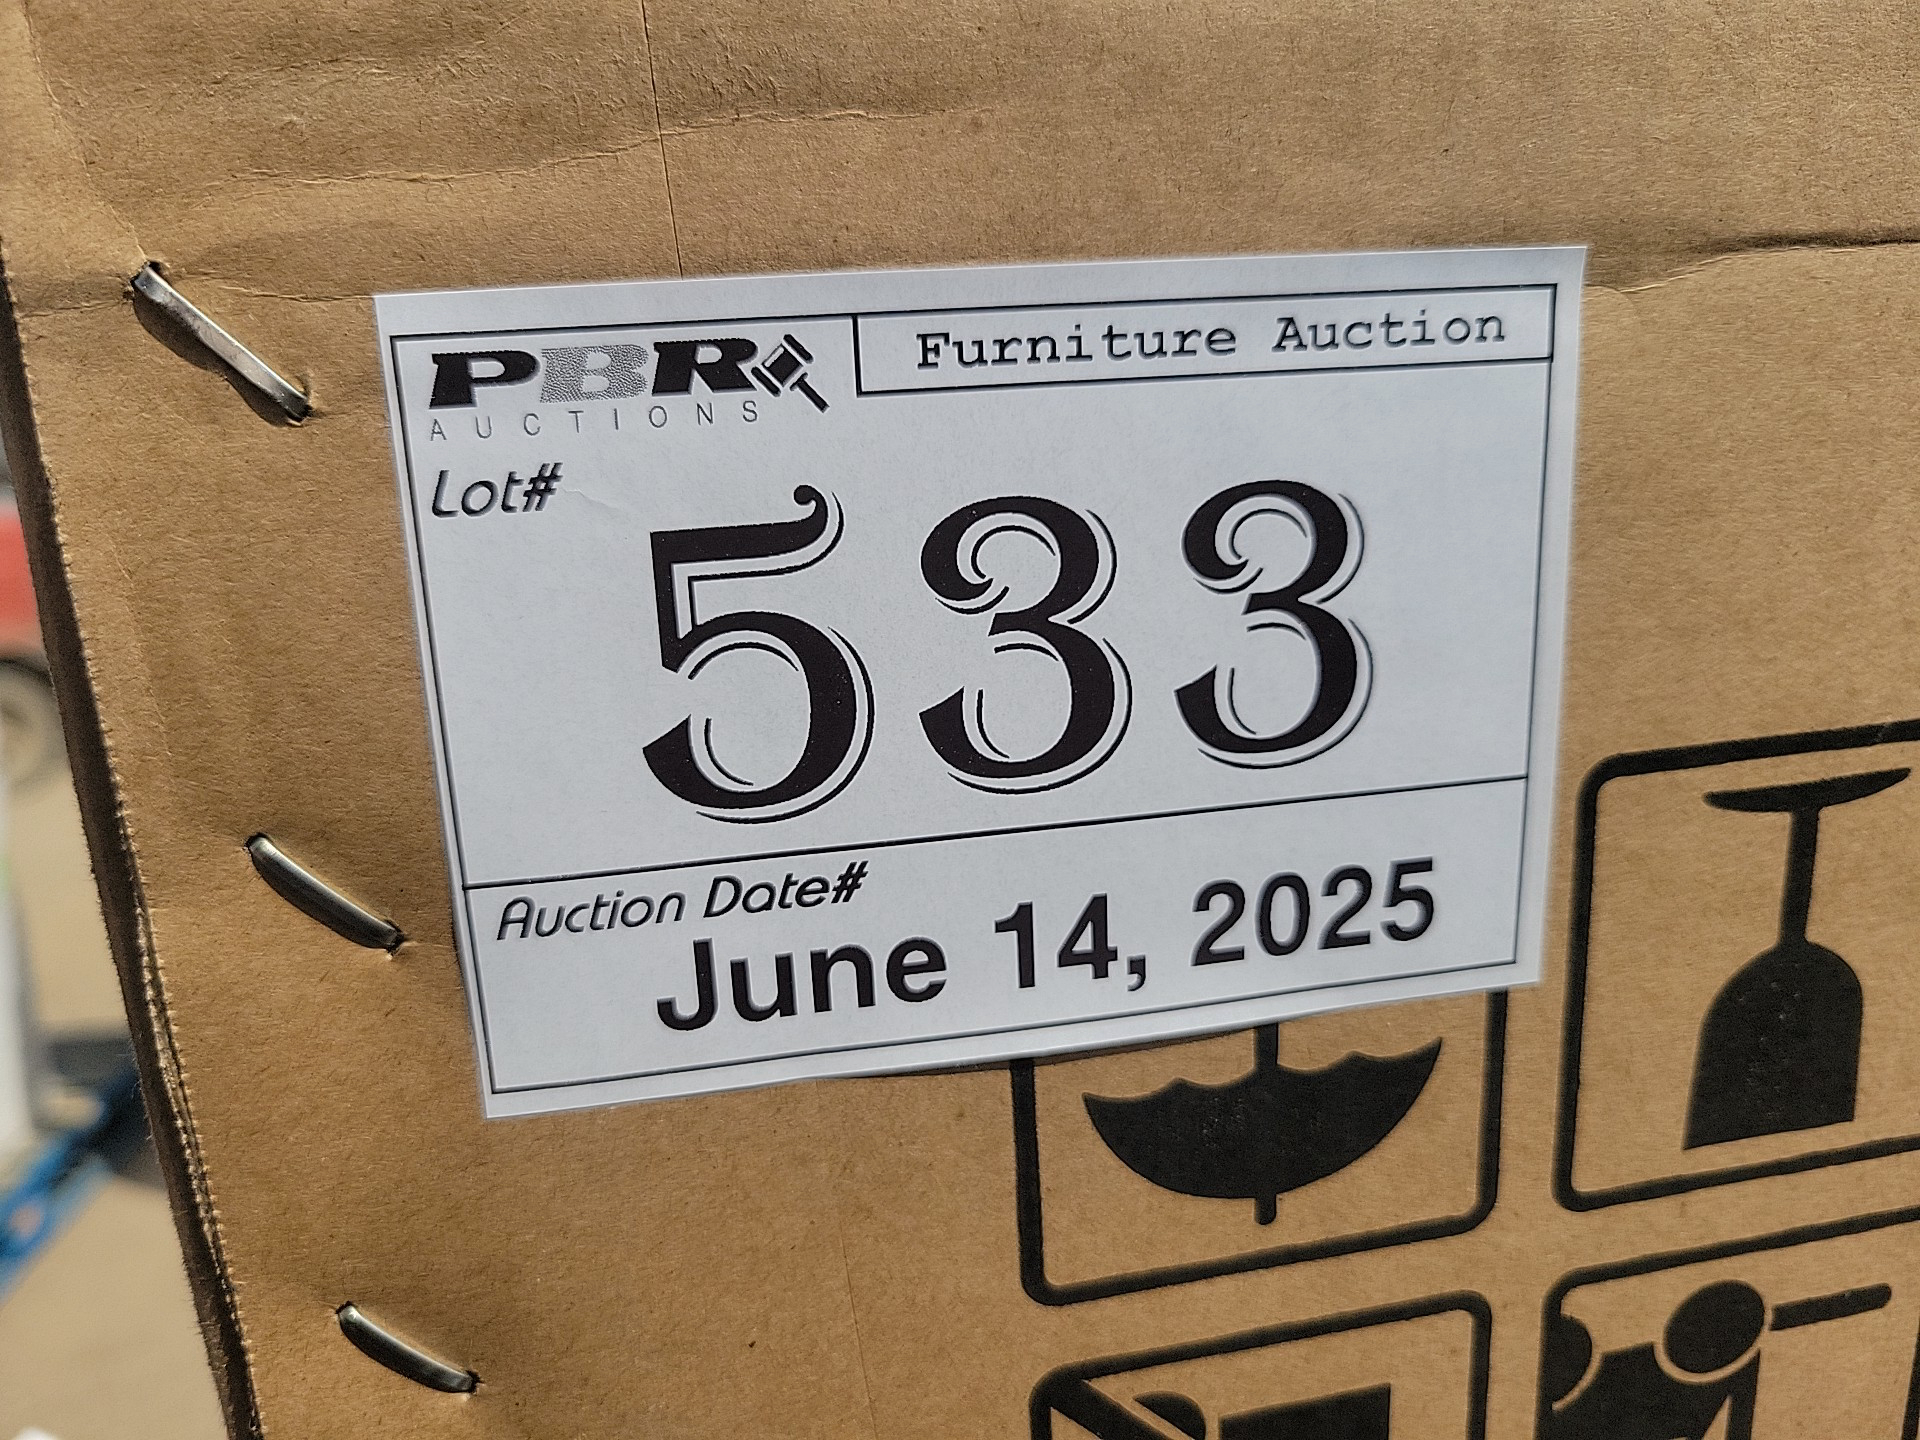 PBR
AUCTIONS
Furniture Auction
Lot#
533
Auction Date#
June 14, 2025